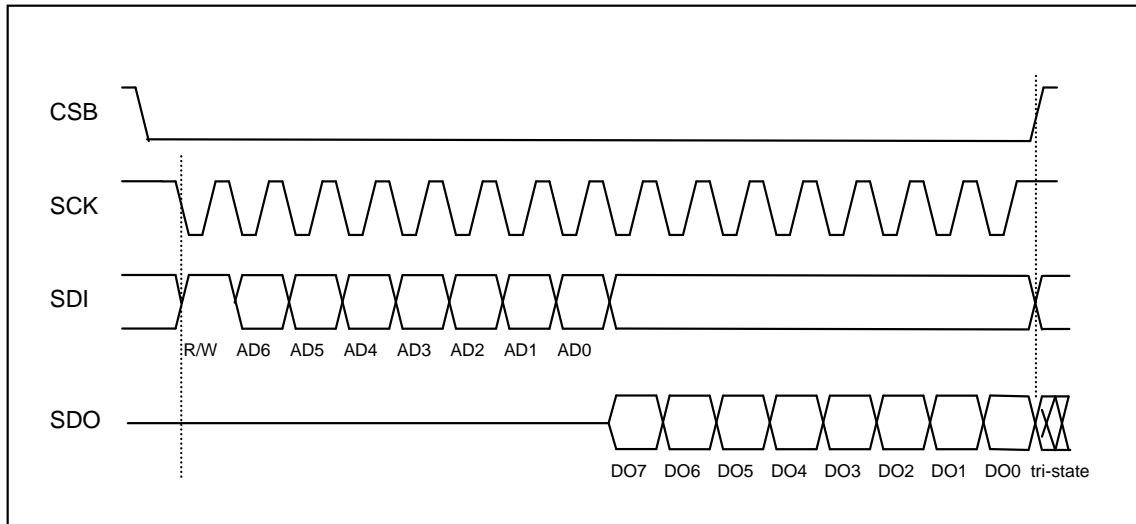 CSB
SCK
SDI
R/W AD6 AD5 AD4 AD3 AD2 AD1 AD0
SDO
DO7 DO6 DO5 DO4 DO3 DO2 DO1 DO0 tri-state